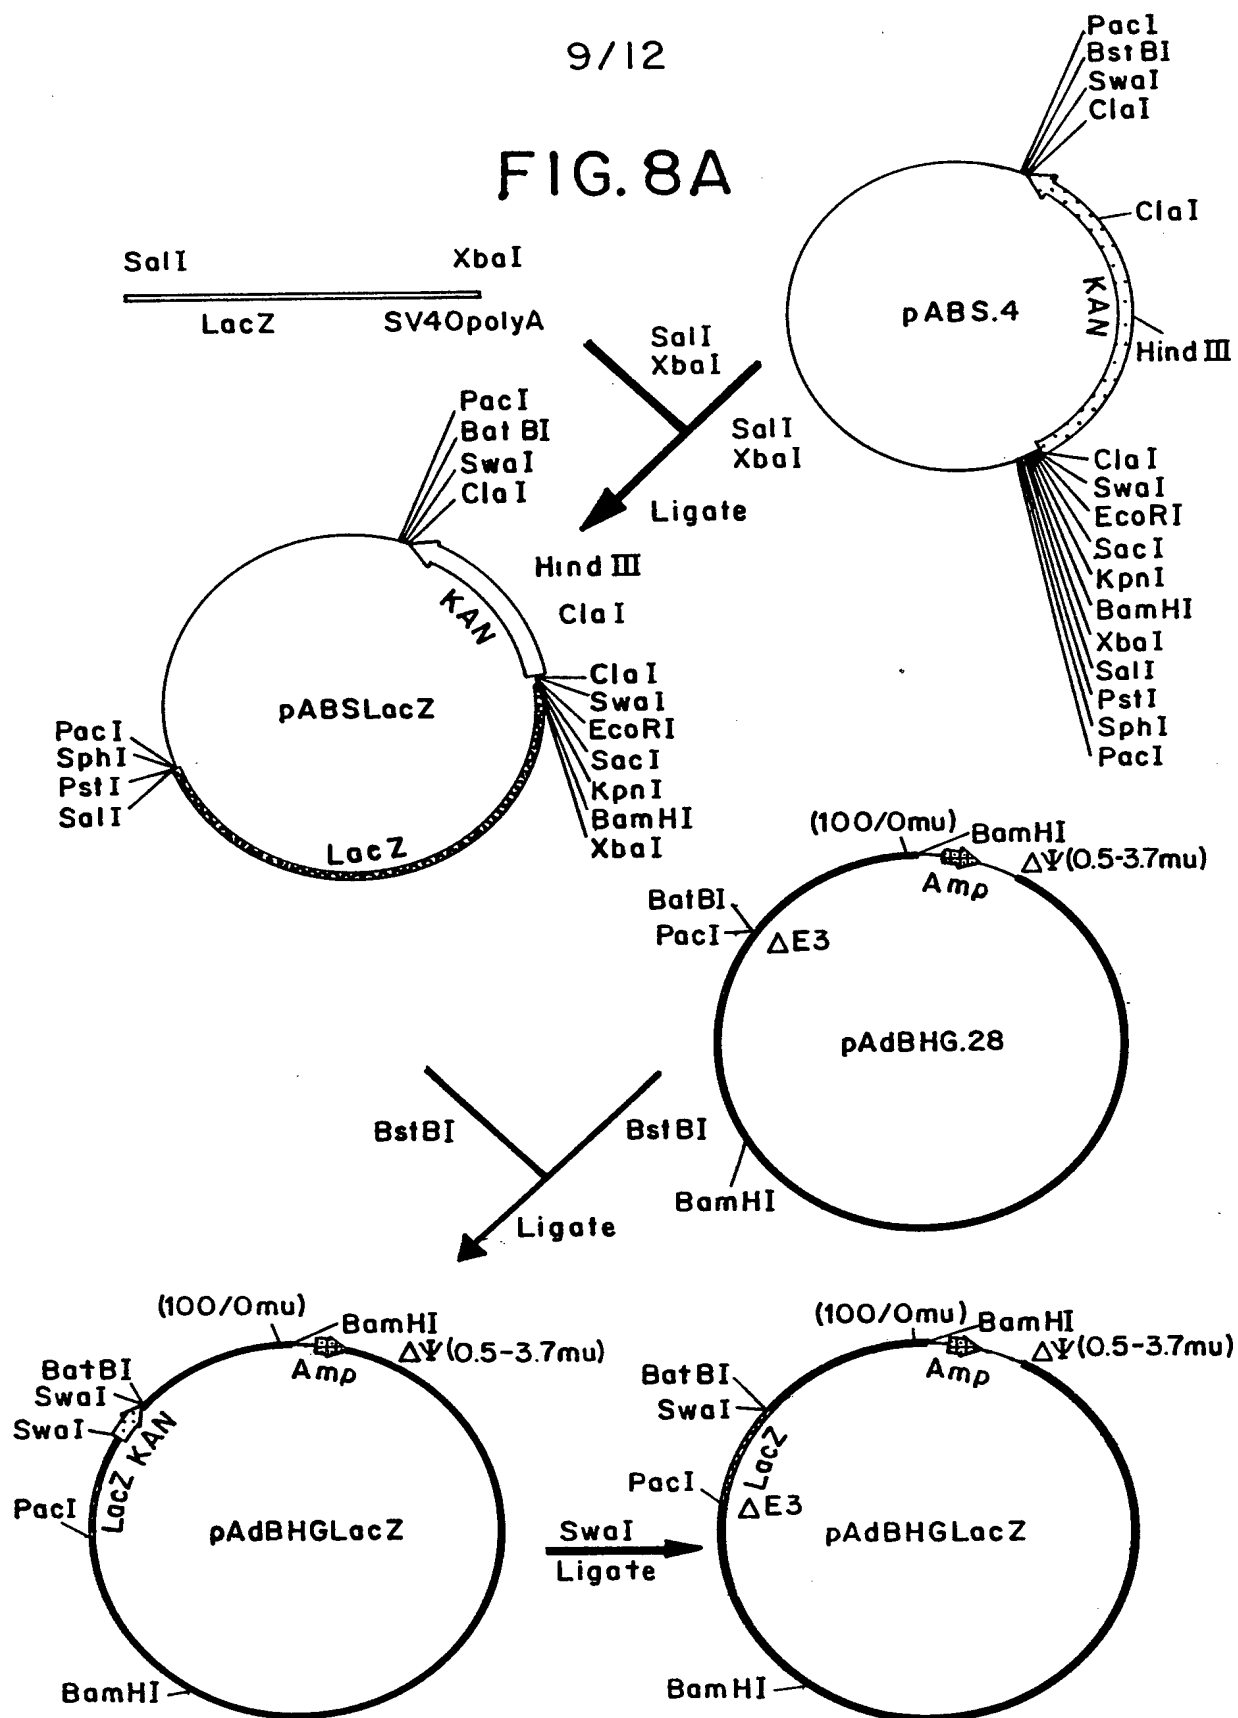 9/12
FIG. 8A
PacI
BstBI
SwaI
ClaI
ClaI
KAN
HindIII
pABS.4
ClaI
SwaI
EcoRI
SacI
KpnI
BamHI
XbaI
SalI
PstI
SphI
PacI
SalI
XbaI
LacZ
SV40polyA
SalI
XbaI
SalI
XbaI
Ligate
PacI
BatBI
SwaI
ClaI
HindIII
ClaI
KAN
pABSLacZ
ClaI
SwaI
EcoRI
SacI
KpnI
BamHI
XbaI
PacI
SphI
PstI
SalI
LacZ
(100/0mu)
BamHI
Amp
ΔΨ(0.5-3.7mu)
BatBI
PacI
ΔE3
pAdBHG.28
BamHI
BstBI
BstBI
Ligate
(100/0mu)
BamHI
Amp
ΔΨ(0.5-3.7mu)
BatBI
SwaI
SwaI
KAN
LacZ
PacI
pAdBHGLacZ
BamHI
SwaI
Ligate
(100/0mu)
BamHI
Amp
ΔΨ(0.5-3.7mu)
BatBI
SwaI
LacZ
PacI
ΔE3
pAdBHGLacZ
BamHI